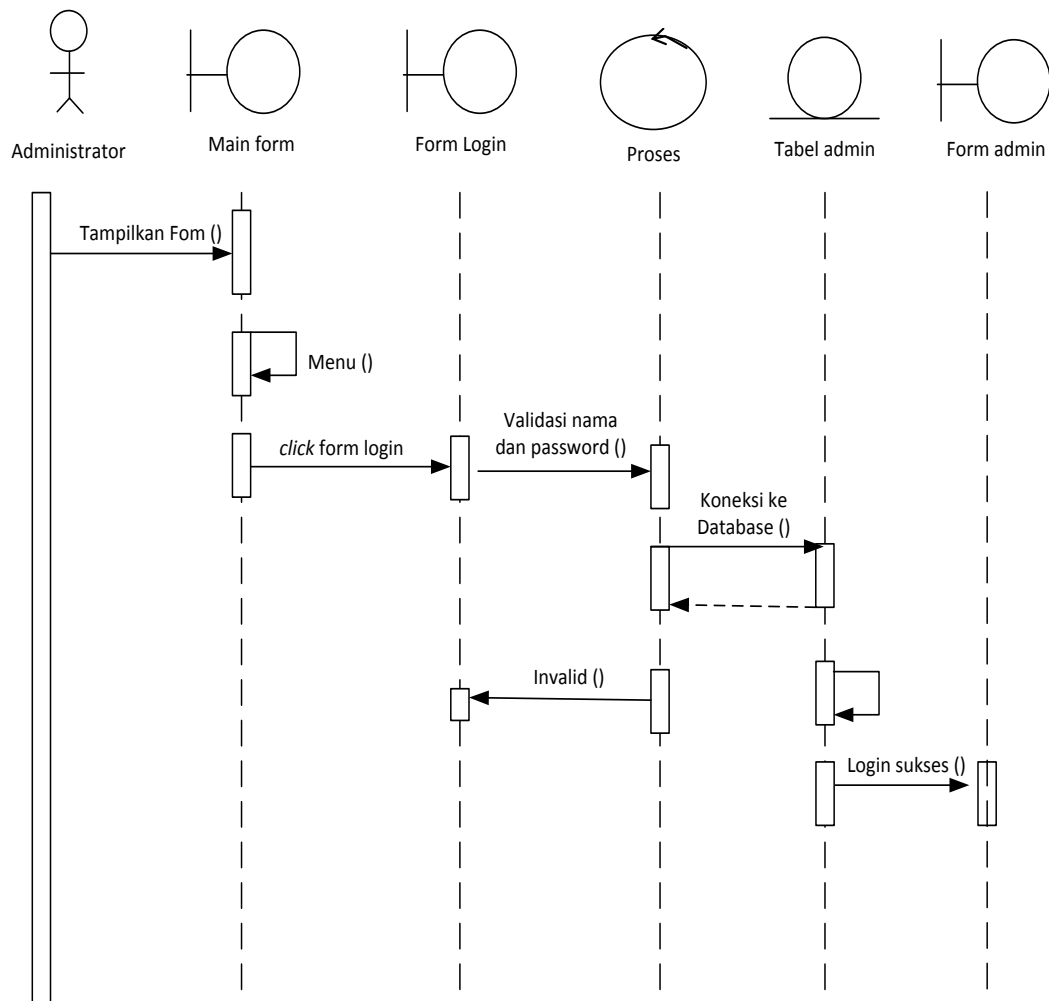 Administrator
Main form
Form Login
Proses
Tabel admin
Form admin
Tampilkan Fom ()
Menu ()
click form login
Validasi nama
dan password ()
Koneksi ke
Database ()
Invalid ()
Login sukses ()